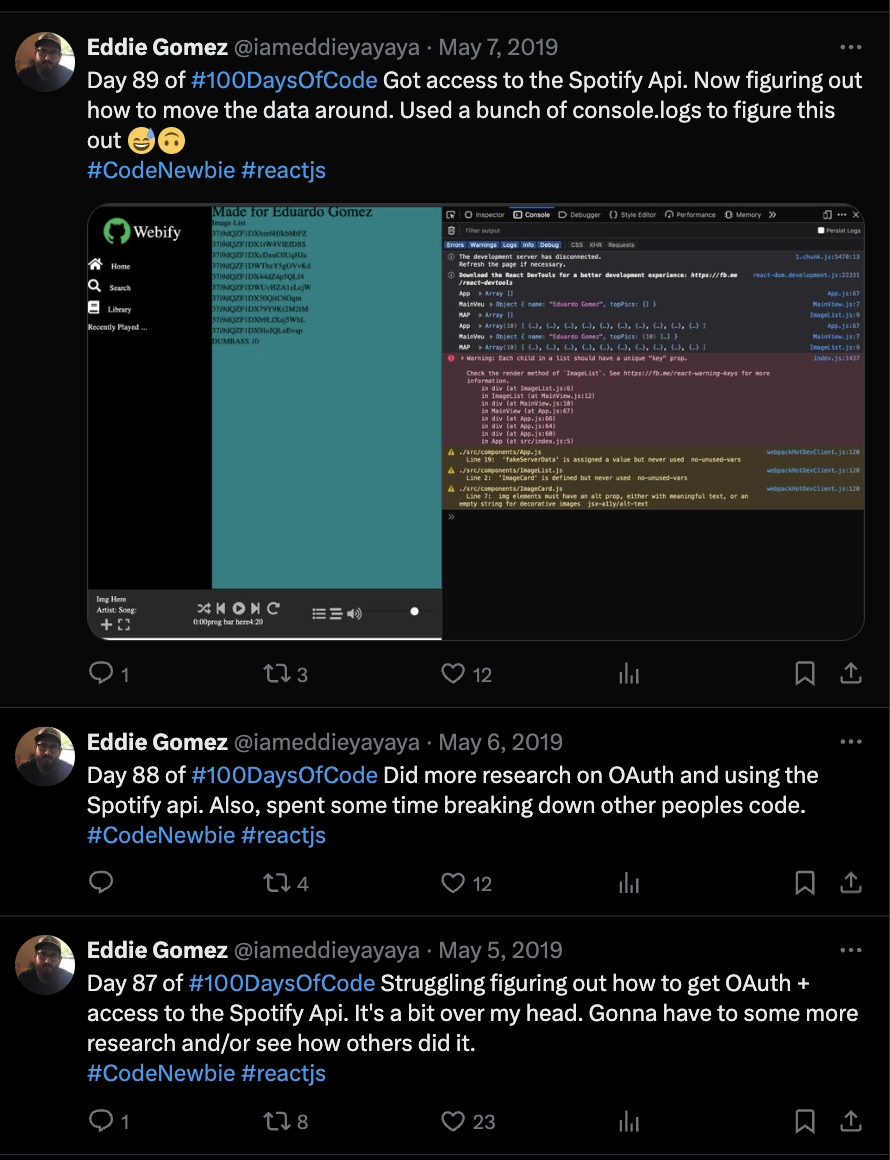 Eddie Gomez @iameddieyayaya · May 7, 2019
Day 89 of #100DaysOfCode Got access to the Spotify Api. Now figuring out
how to move the data around. Used a bunch of console.logs to figure this
out 😅🙃
#CodeNewbie #reactjs
Webify
Home
Search
Library
Recently Played ...
Made for Eduardo Gomez
Image List
DUMBASS 10
Img Here
Artist: Song:
0:00prog bar here4:20
Inspector Console Debugger Style Editor Performance Memory
Filter output Persist Logs
Errors Warnings Logs Info Debug CSS XHR Requests
The development server has disconnected. 1.chunk.js:5470:13
Refresh the page if necessary.
Download the React DevTools for a better development experience: https://fb.me react-dom.development.js:22331
/react-devtools
App Array [] App.js:67
MainVeu Object { name: "Eduardo Gomez", topPics: [] } MainView.js:7
MAP Array [] ImageList.js:9
App Array(10) [ {…}, {…}, {…}, {…}, {…}, {…}, {…}, {…}, {…}, {…} ] App.js:67
MainVeu Object { name: "Eduardo Gomez", topPics: (10) […] } MainView.js:7
MAP Array(10) [ {…}, {…}, {…}, {…}, {…}, {…}, {…}, {…}, {…}, {…} ] ImageList.js:9
Warning: Each child in a list should have a unique "key" prop. index.js:1437
Check the render method of `ImageList`. See https://fb.me/react-warning-keys for more
information.
in div (at ImageList.js:6)
in ImageList (at MainView.js:12)
in div (at MainView.js:10)
in MainView (at App.js:67)
in div (at App.js:66)
in div (at App.js:64)
in div (at App.js:60)
in App (at src/index.js:5)
./src/components/App.js webpackHotDevClient.js:120
Line 19: 'fakeServerData' is assigned a value but never used no-unused-vars
./src/components/ImageList.js webpackHotDevClient.js:120
Line 2: 'ImageCard' is defined but never used no-unused-vars
./src/components/ImageCard.js webpackHotDevClient.js:120
Line 7: img elements must have an alt prop, either with meaningful text, or an
empty string for decorative images jsx-a11y/alt-text
1 3 12
Eddie Gomez @iameddieyayaya · May 6, 2019
Day 88 of #100DaysOfCode Did more research on OAuth and using the
Spotify api. Also, spent some time breaking down other peoples code.
#CodeNewbie #reactjs
4 12
Eddie Gomez @iameddieyayaya · May 5, 2019
Day 87 of #100DaysOfCode Struggling figuring out how to get OAuth +
access to the Spotify Api. It's a bit over my head. Gonna have to some more
research and/or see how others did it.
#CodeNewbie #reactjs
1 8 23